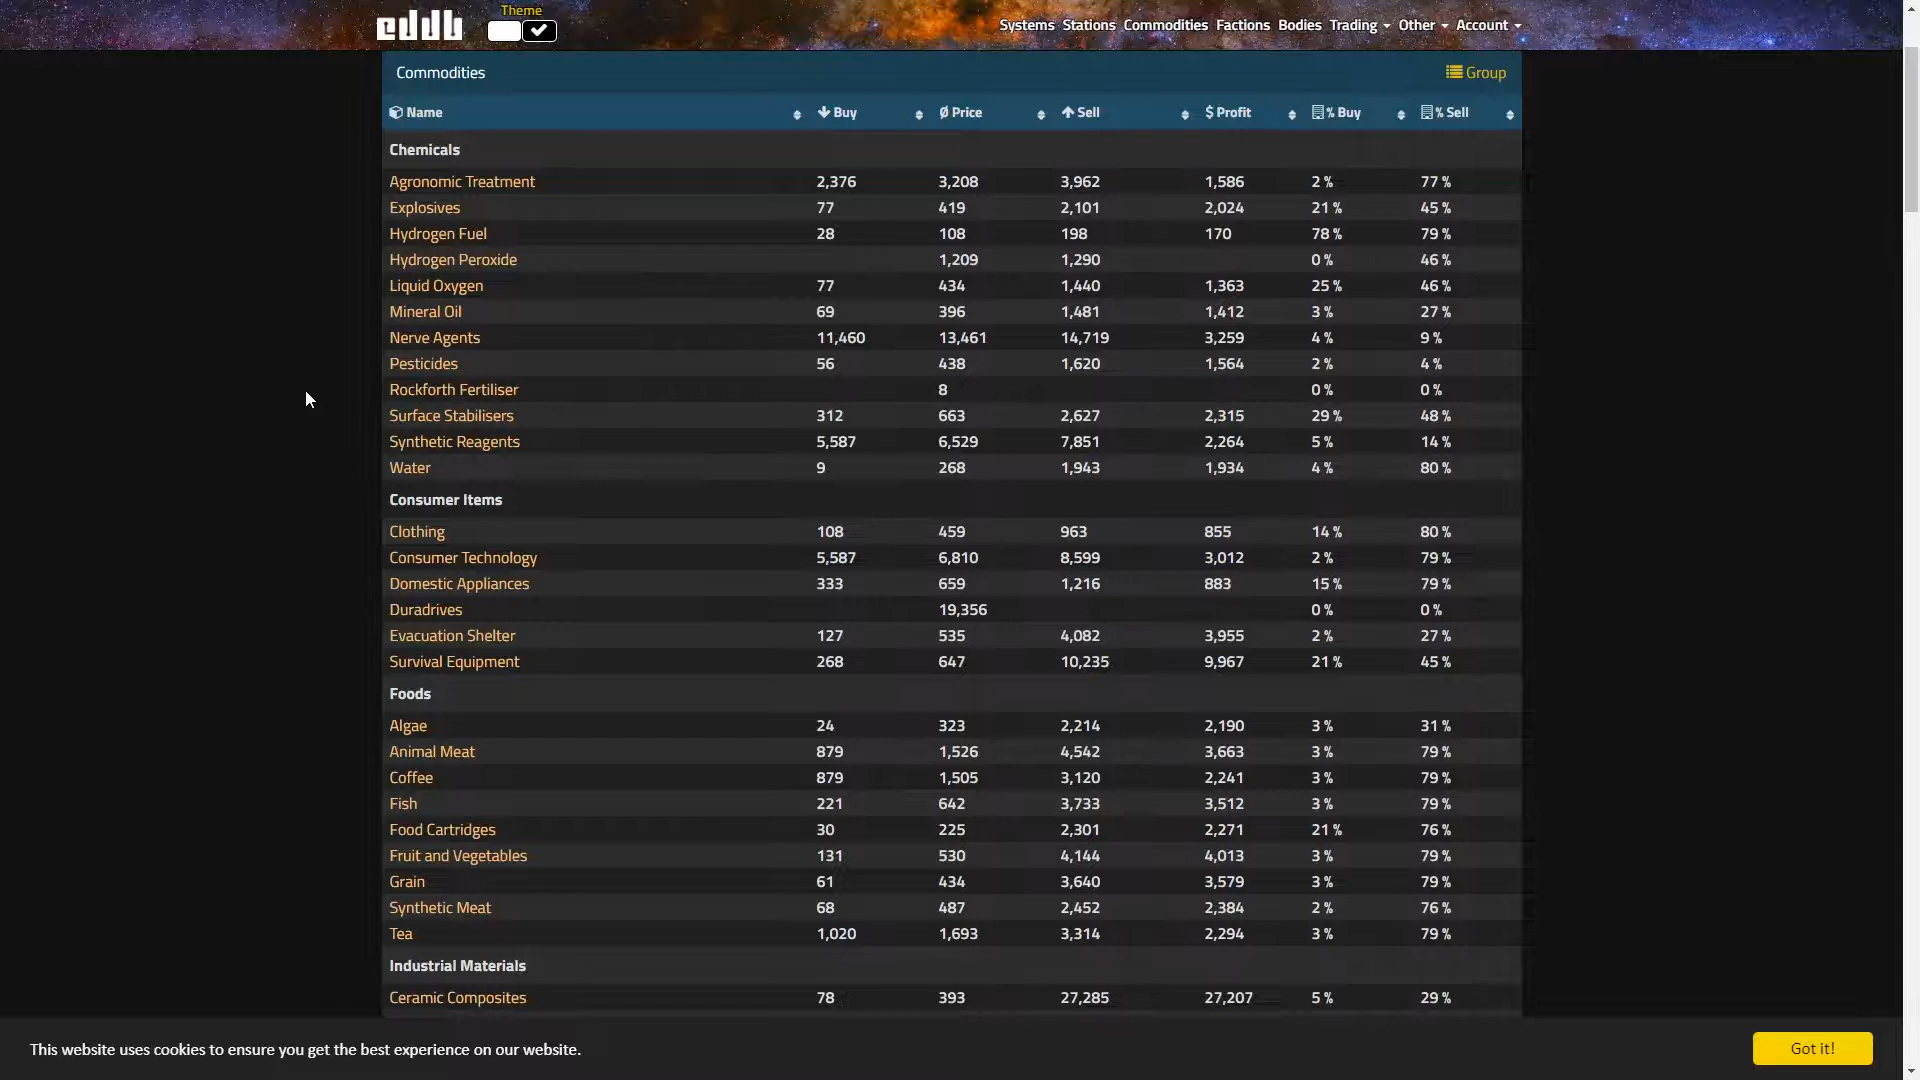 eddb
Theme
Systems Stations Commodities Factions Bodies Trading Other Account
Commodities Group
Name Buy Ø Price Sell $ Profit % Buy % Sell
Chemicals
Agronomic Treatment 2,376 3,208 3,962 1,586 2 % 77 %
Explosives 77 419 2,101 2,024 21 % 45 %
Hydrogen Fuel 28 108 198 170 78 % 79 %
Hydrogen Peroxide 1,209 1,290 0 % 46 %
Liquid Oxygen 77 434 1,440 1,363 25 % 46 %
Mineral Oil 69 396 1,481 1,412 3 % 27 %
Nerve Agents 11,460 13,461 14,719 3,259 4 % 9 %
Pesticides 56 438 1,620 1,564 2 % 4 %
Rockforth Fertiliser 8 0 % 0 %
Surface Stabilisers 312 663 2,627 2,315 29 % 48 %
Synthetic Reagents 5,587 6,529 7,851 2,264 5 % 14 %
Water 9 268 1,943 1,934 4 % 80 %
Consumer Items
Clothing 108 459 963 855 14 % 80 %
Consumer Technology 5,587 6,810 8,599 3,012 2 % 79 %
Domestic Appliances 333 659 1,216 883 15 % 79 %
Duradrives 19,356 0 % 0 %
Evacuation Shelter 127 535 4,082 3,955 2 % 27 %
Survival Equipment 268 647 10,235 9,967 21 % 45 %
Foods
Algae 24 323 2,214 2,190 3 % 31 %
Animal Meat 879 1,526 4,542 3,663 3 % 79 %
Coffee 879 1,505 3,120 2,241 3 % 79 %
Fish 221 642 3,733 3,512 3 % 79 %
Food Cartridges 30 225 2,301 2,271 21 % 76 %
Fruit and Vegetables 131 530 4,144 4,013 3 % 79 %
Grain 61 434 3,640 3,579 3 % 79 %
Synthetic Meat 68 487 2,452 2,384 2 % 76 %
Tea 1,020 1,693 3,314 2,294 3 % 79 %
Industrial Materials
Ceramic Composites 78 393 27,285 27,207 5 % 29 %
This website uses cookies to ensure you get the best experience on our website. Got it!